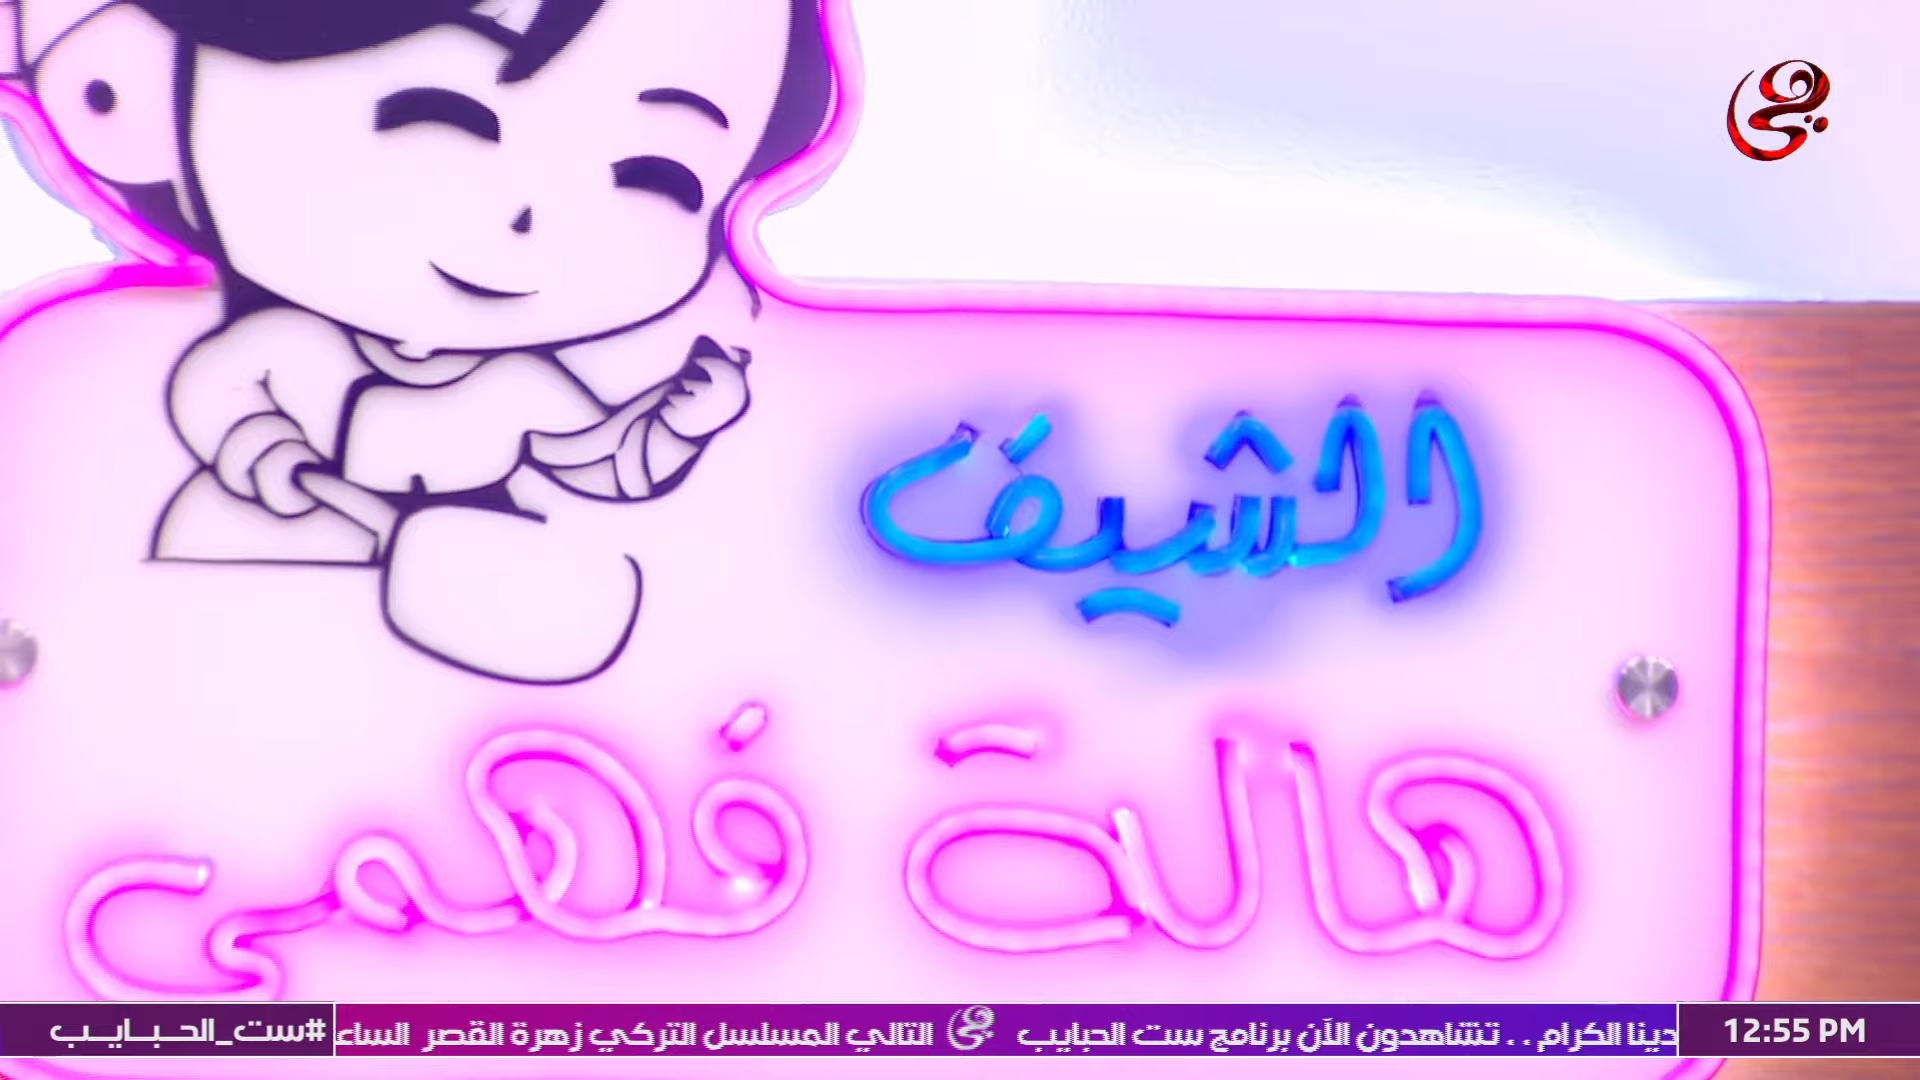 الشيف
هالة فهمي
#ست_الحبايب
دينا الكرام . . تشاهدون الآن برنامج ست الحبايب
التالي المسلسل التركي زهرة القصر الساعـ
12:55 PM